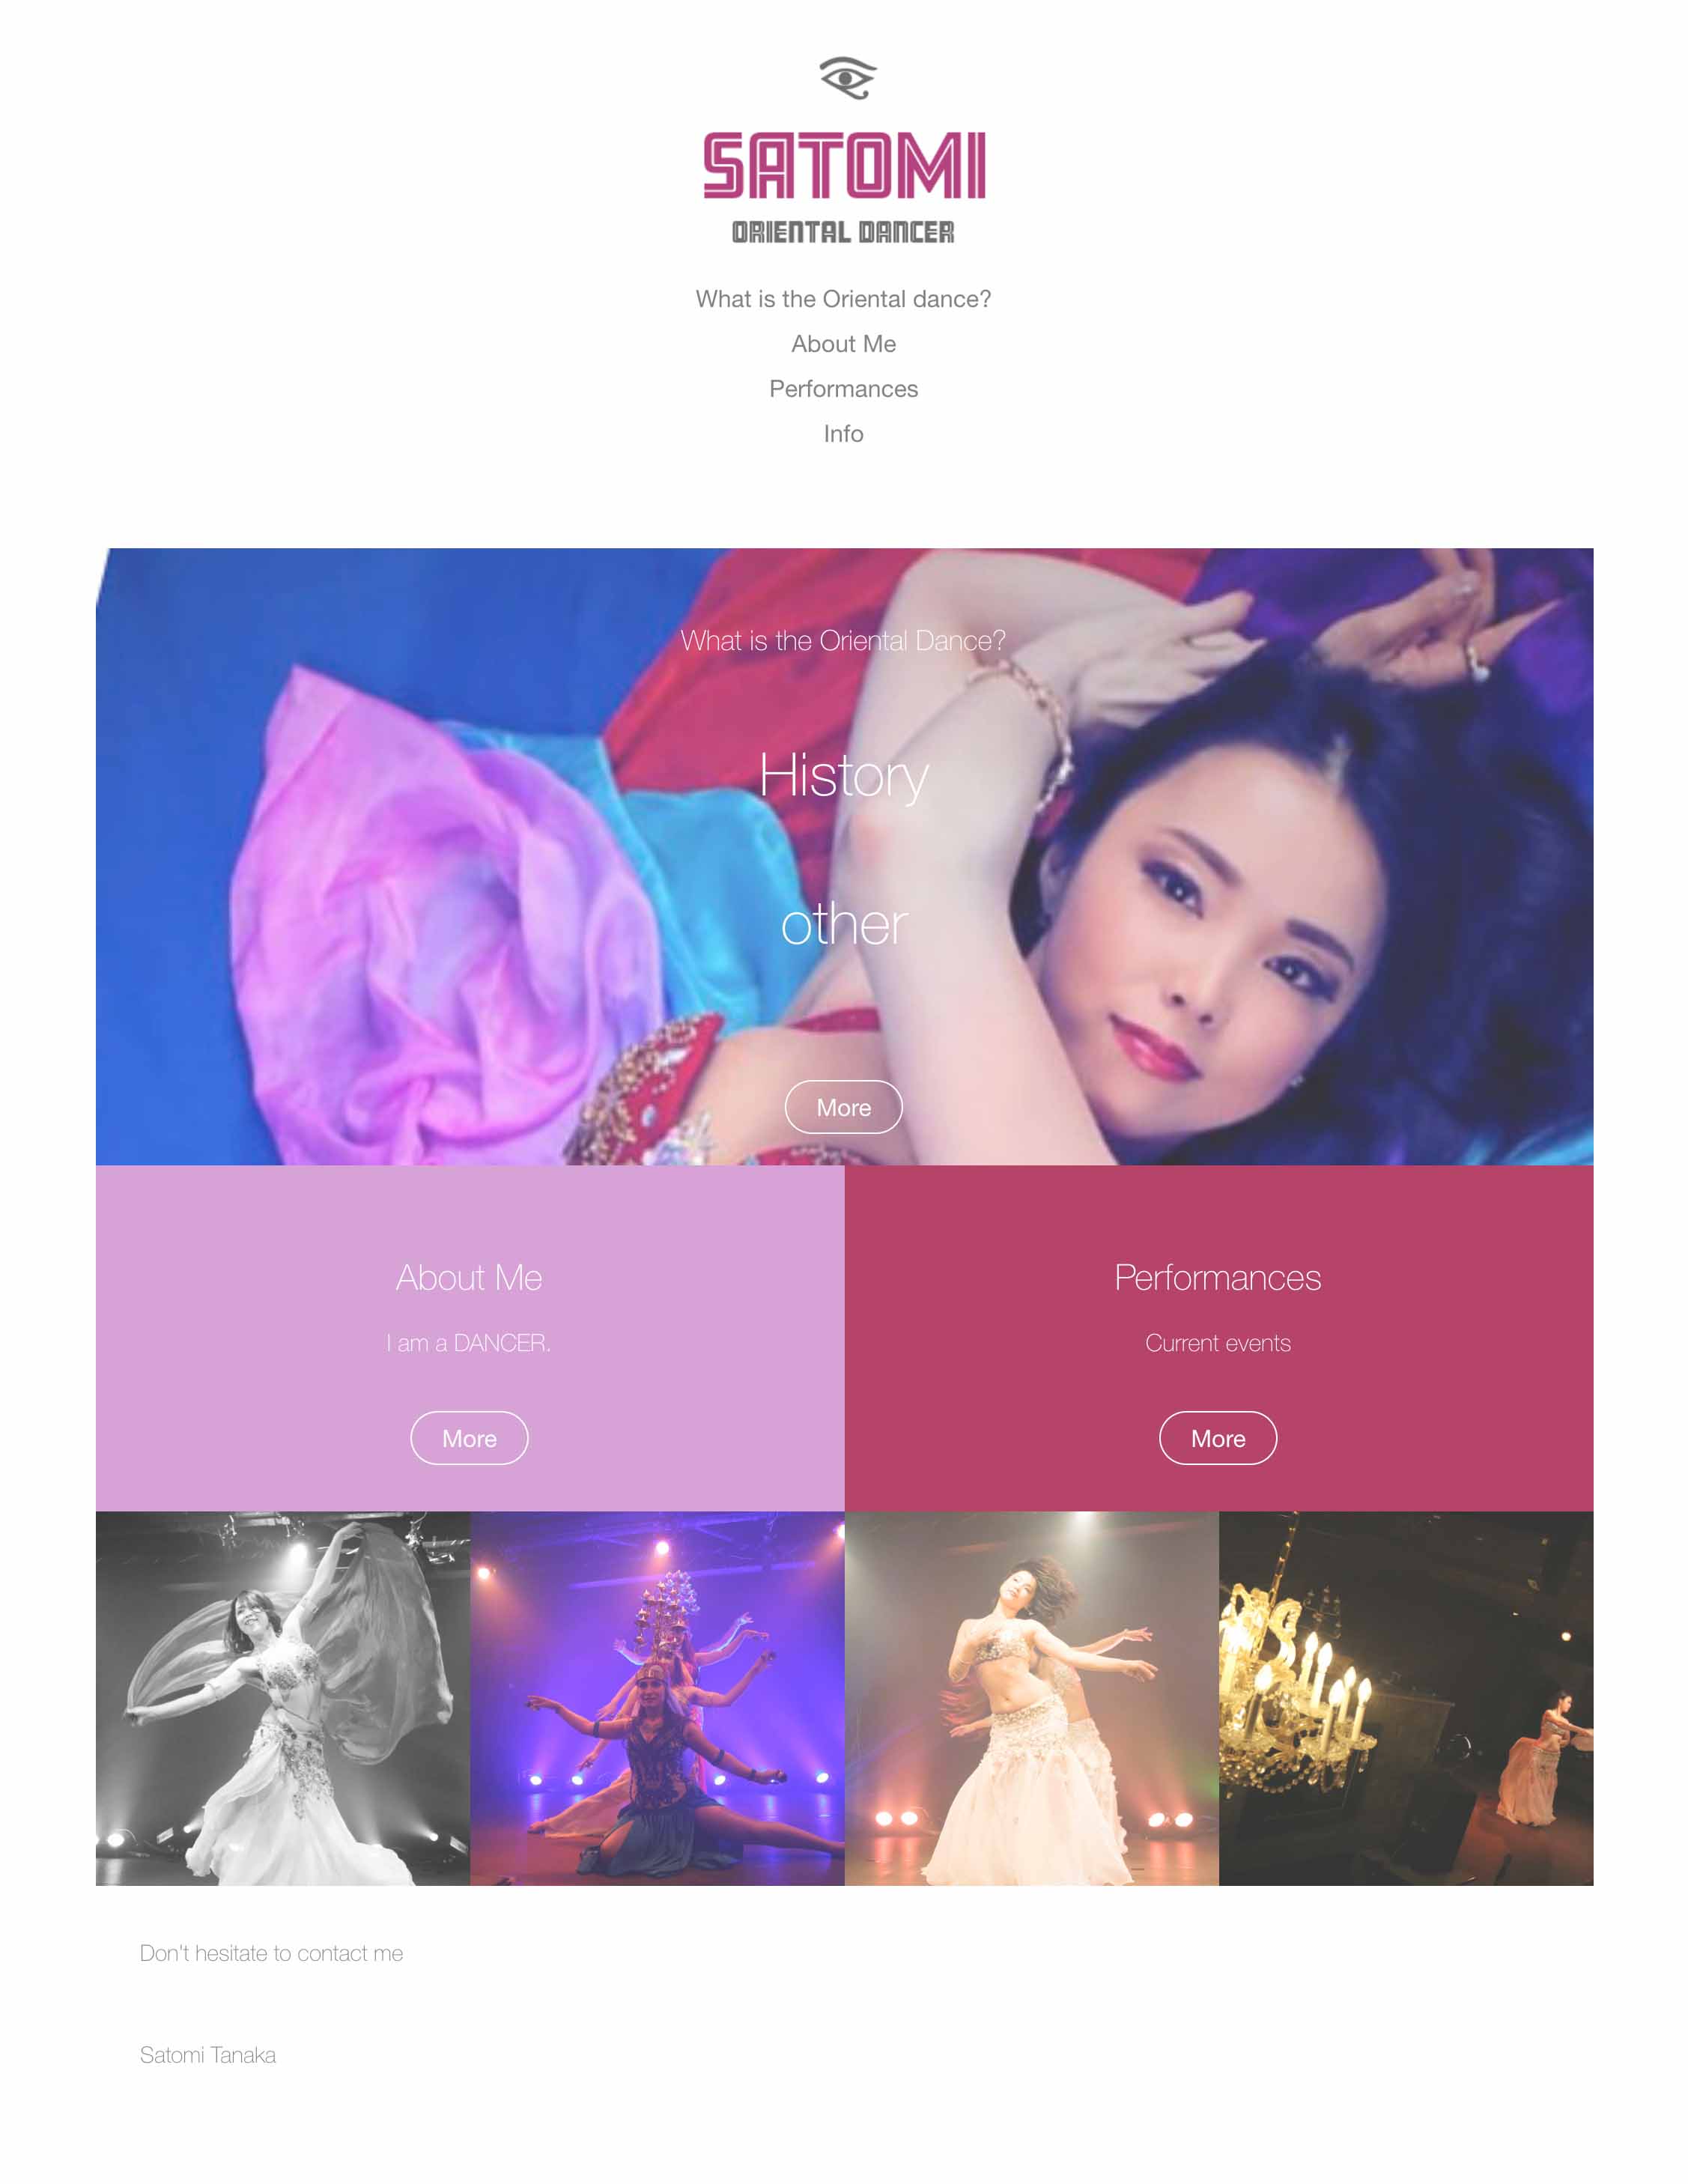 SATOMI
ORIENTAL DANCER
What is the Oriental dance?
About Me
Performances
Info
What is the Oriental Dance?
History
other
More
About Me
I am a DANCER.
More
Performances
Current events
More
Don't hesitate to contact me
Satomi Tanaka